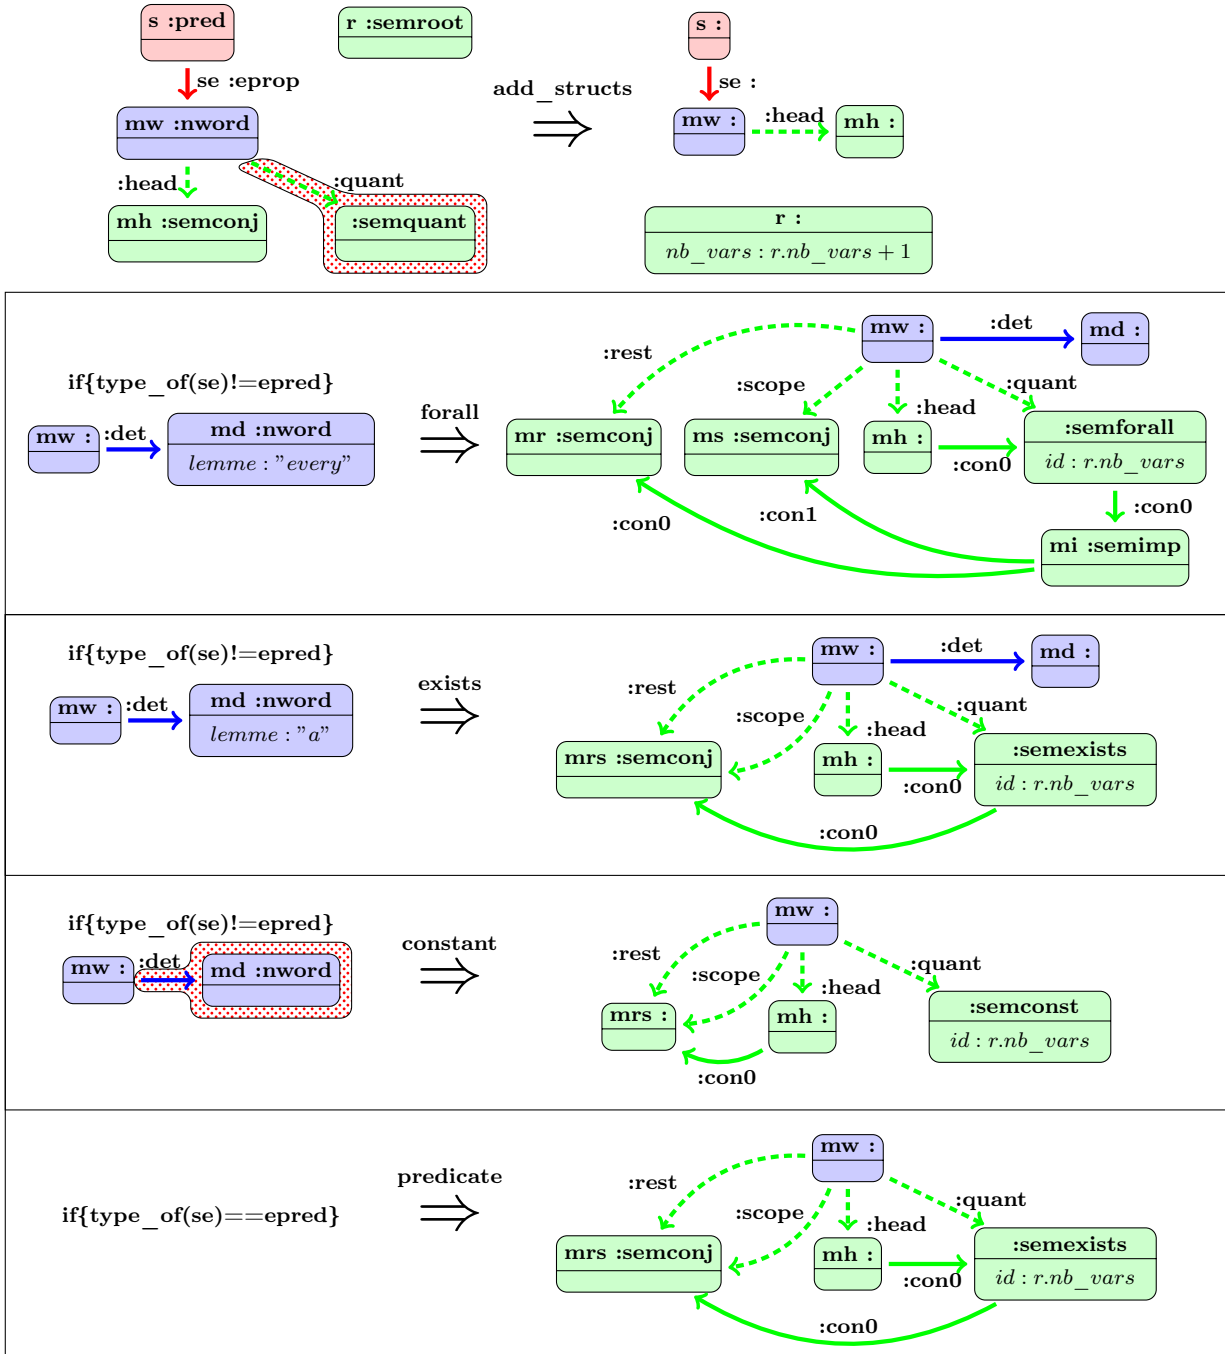 s :pred
r :semroot
s :
se :eprop
add_structs
se :
mw :nword
mw :
:head
mh :
:head
:quant
mh :semconj
:semquant
r :
nb_vars : r.nb_vars + 1
mw :
:det
md :
:rest
if{type_of(se)!=epred}
:scope
:quant
forall
:head
mw :
:det
md :nword
lemme : "every"
mr :semconj
ms :semconj
mh :
:semforall
id : r.nb_vars
:con0
:con0
:con1
:con0
mi :semimp
if{type_of(se)!=epred}
mw :
:det
md :
exists
:rest
:scope
:quant
:head
mw :
:det
md :nword
lemme : "a"
mrs :semconj
mh :
:semexists
id : r.nb_vars
:con0
:con0
if{type_of(se)!=epred}
mw :
constant
:rest
:scope
:quant
:head
mw :
:det
md :nword
mrs :
mh :
:semconst
id : r.nb_vars
:con0
mw :
predicate
:rest
:scope
:quant
:head
if{type_of(se)==epred}
mrs :semconj
mh :
:semexists
id : r.nb_vars
:con0
:con0